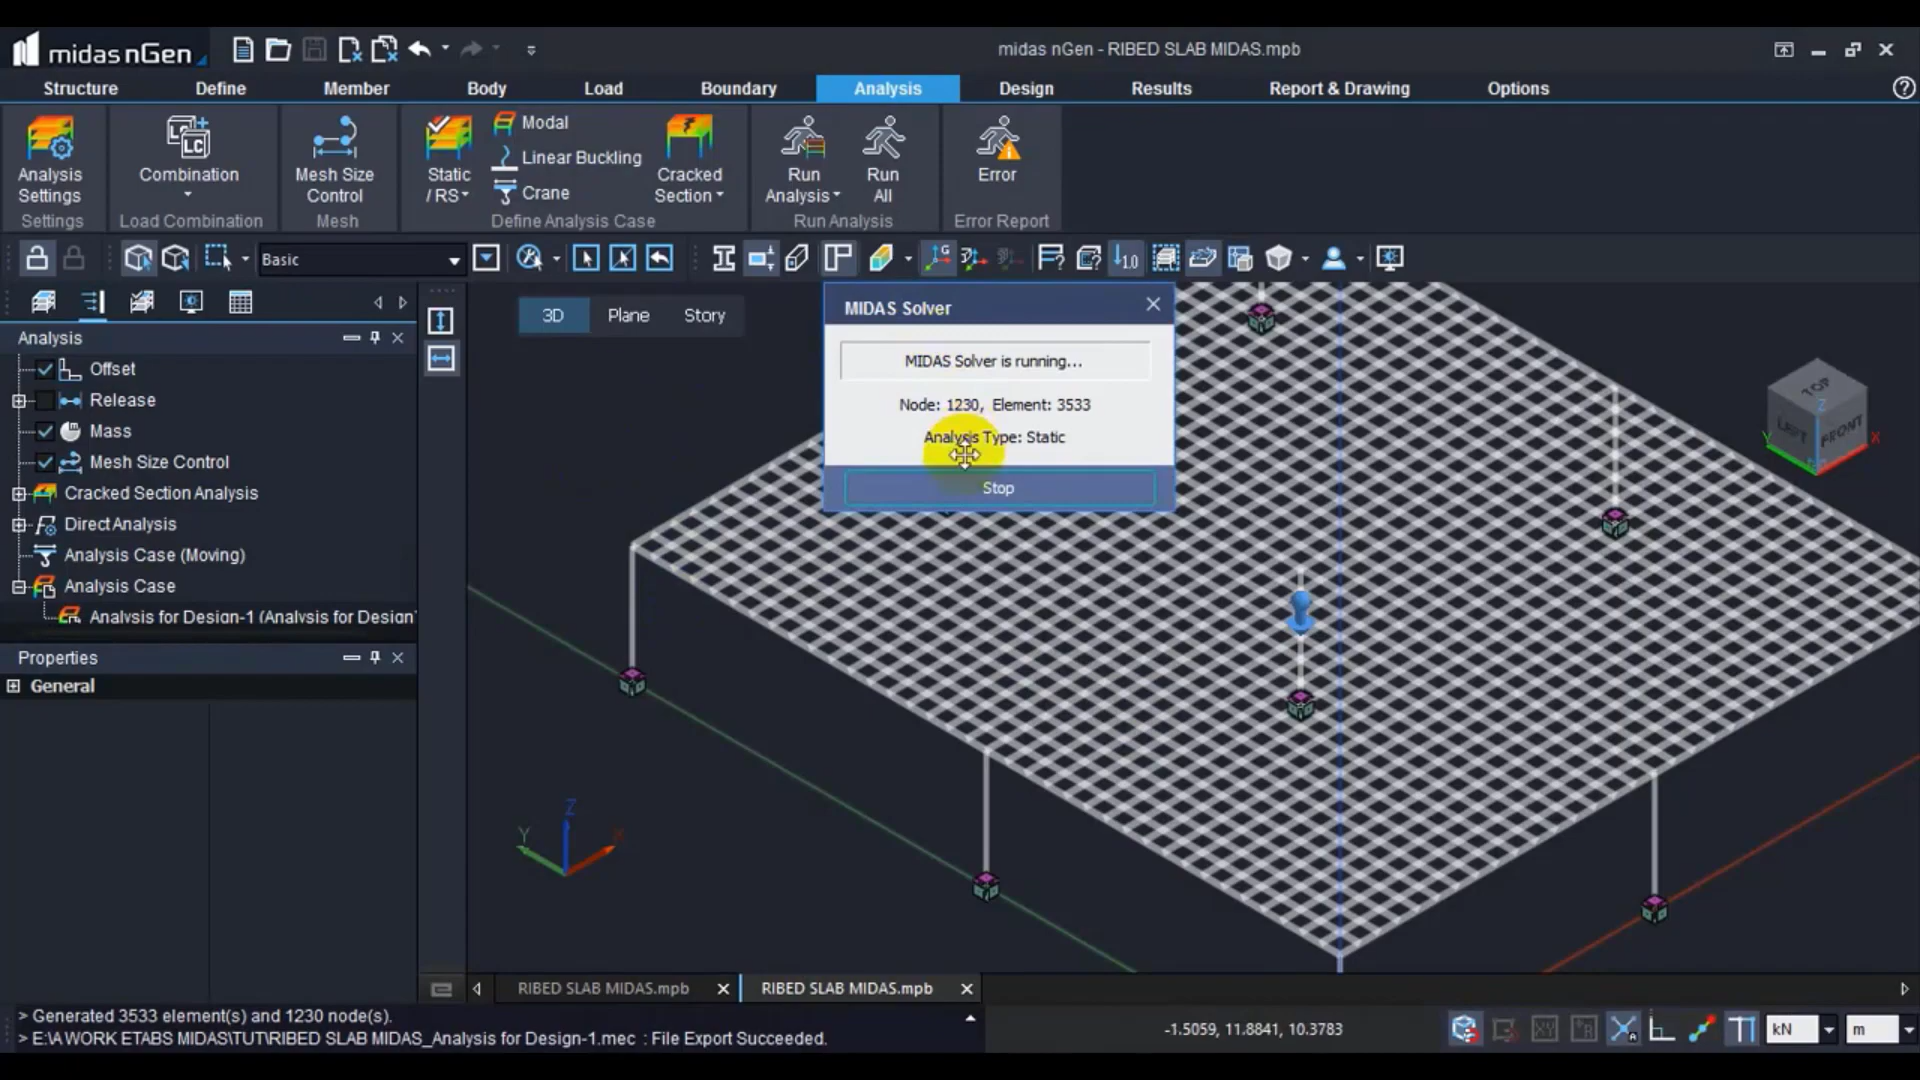 midas nGen
midas nGen - RIBED SLAB MIDAS.mpb
Structure
Define
Member
Body
Load
Boundary
Analysis
Design
Results
Report & Drawing
Options
Analysis
Settings
Settings
LC
Combination
Load Combination
Mesh Size
Control
Mesh
Static
/ RS
Modal
Linear Buckling
Crane
Cracked
Section
Define Analysis Case
Run
Analysis
Run
All
Run Analysis
Error
Error Report
Basic
G
1.0
Analysis
Offset
Release
Mass
Mesh Size Control
Cracked Section Analysis
Direct Analysis
Analysis Case (Moving)
Analysis Case
Analysis for Design-1 (Analysis for Design
Properties
General
3D
Plane
Story
MIDAS Solver
MIDAS Solver is running...
Node: 1230, Element: 3533
Analysis Type: Static
Stop
TOP
LEFT
FRONT
Z
Y
X
Z
Y
X
RIBED SLAB MIDAS.mpb
RIBED SLAB MIDAS.mpb
> Generated 3533 element(s) and 1230 node(s).
> E:\A WORK ETABS MIDAS\TUT\RIBED SLAB MIDAS_Analysis for Design-1.mec : File Export Succeeded.
-1.5059, 11.8841, 10.3783
kN
m